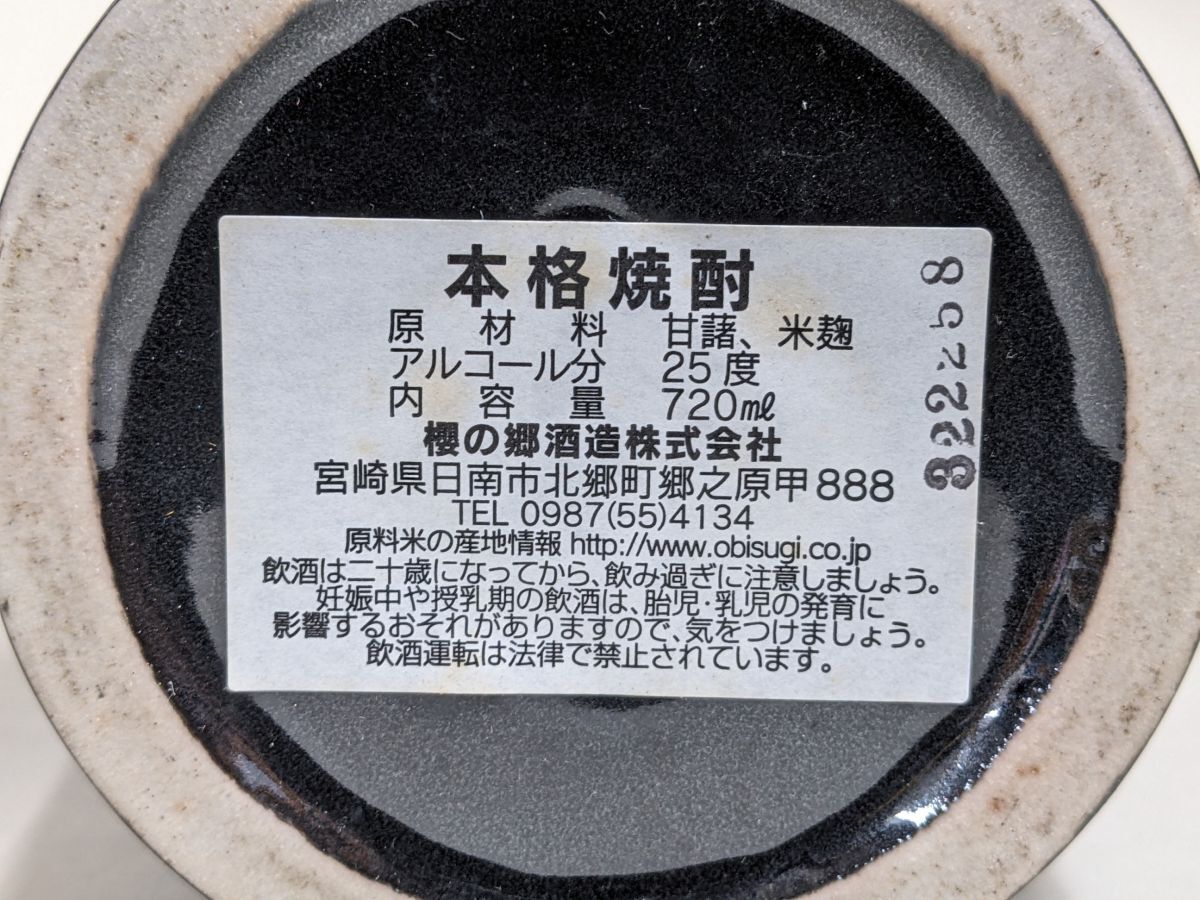 本格焼酎
原材料 甘藷、米麹
アルコール分 25度
内容量 720㎖
櫻の郷酒造株式会社
宮崎県日南市北郷町郷之原甲888
TEL 0987(55)4134
原料米の産地情報 http://www.obisugi.co.jp
飲酒は二十歳になってから、飲み過ぎに注意しましょう。
妊娠中や授乳期の飲酒は、胎児・乳児の発育に
影響するおそれがありますので、気をつけましょう。
飲酒運転は法律で禁止されています。